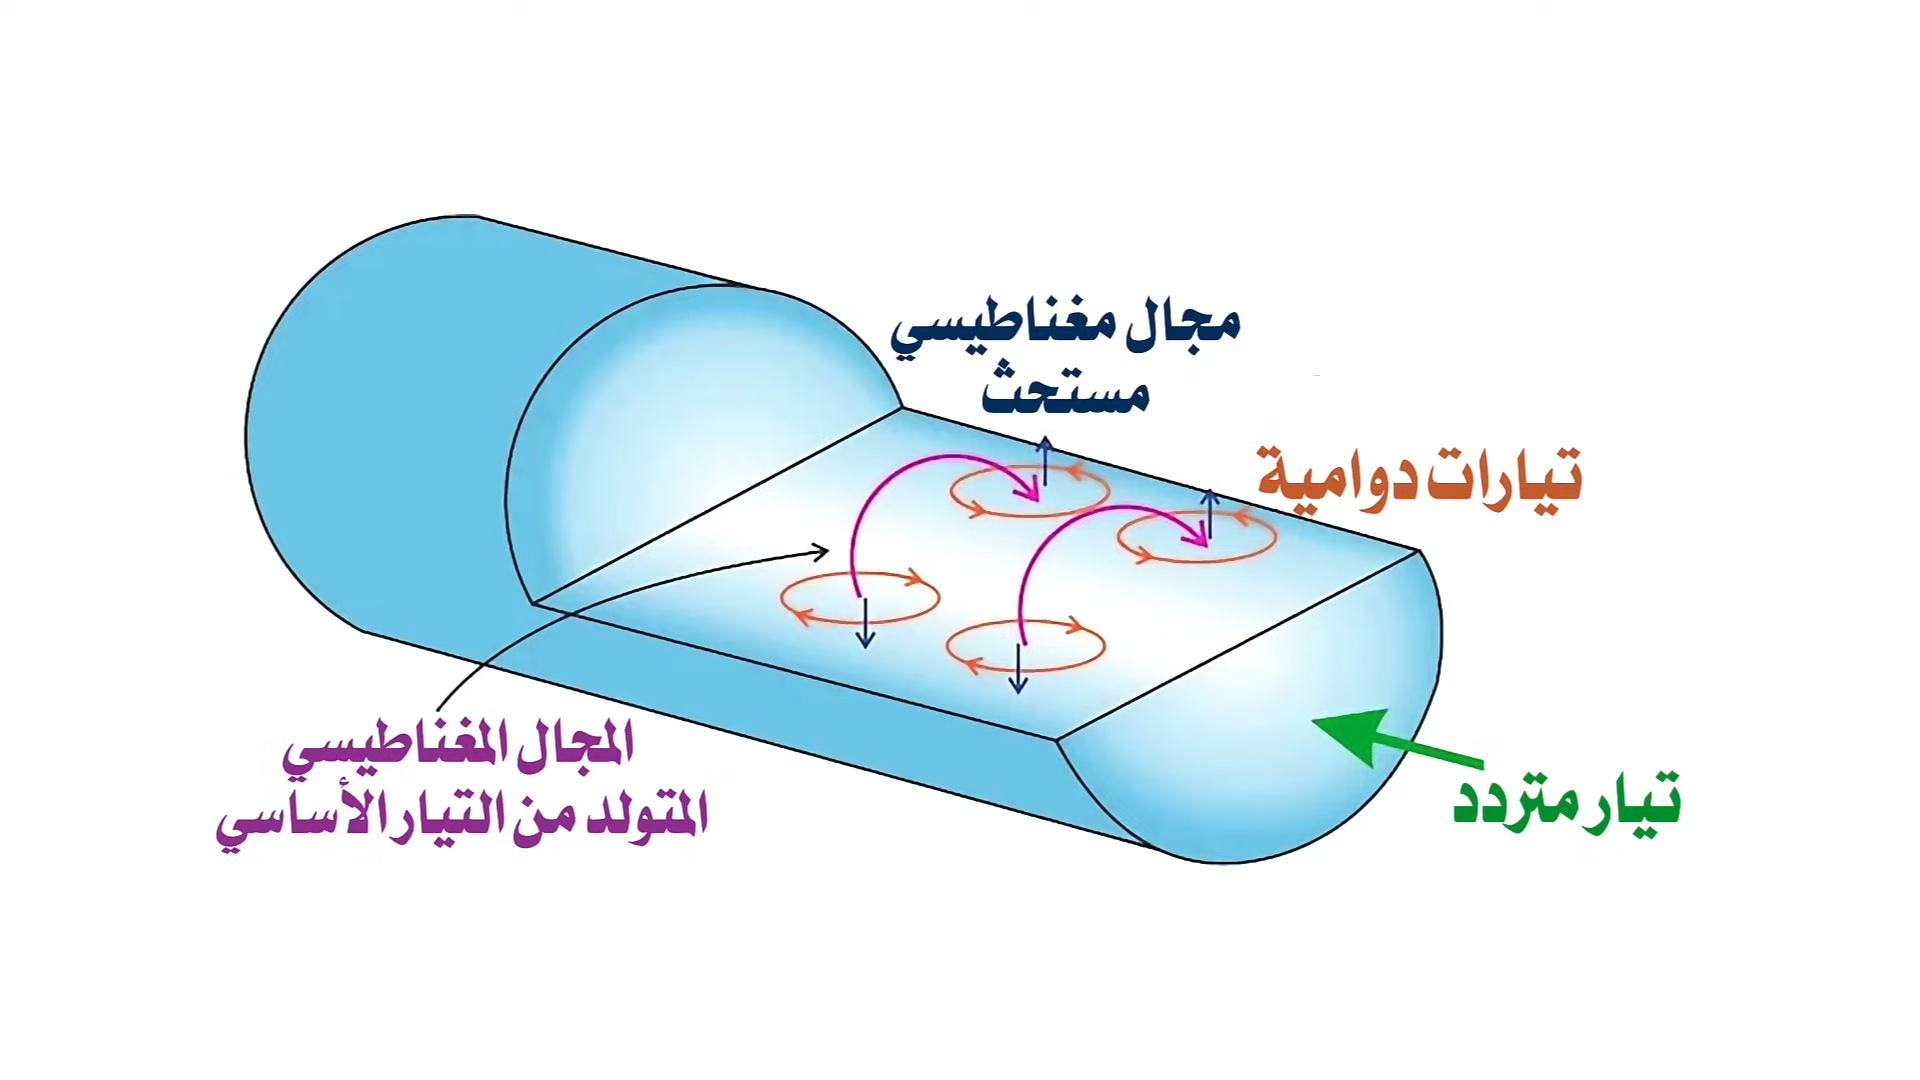 مجال مغناطيسي
مستحث
تيارات دوامية
المجال المغناطيسي
المتولد من التيار الأساسي
تيار متردد